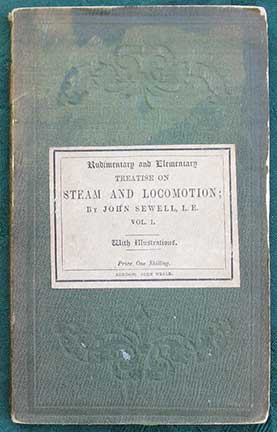 Rudimentary and Elementary
TREATISE ON
STEAM AND LOCOMOTION;
BY JOHN SEWELL, L. E.
VOL. I.
With Illustrations.
Price One Shilling.
LONDON, JOHN WEALE.